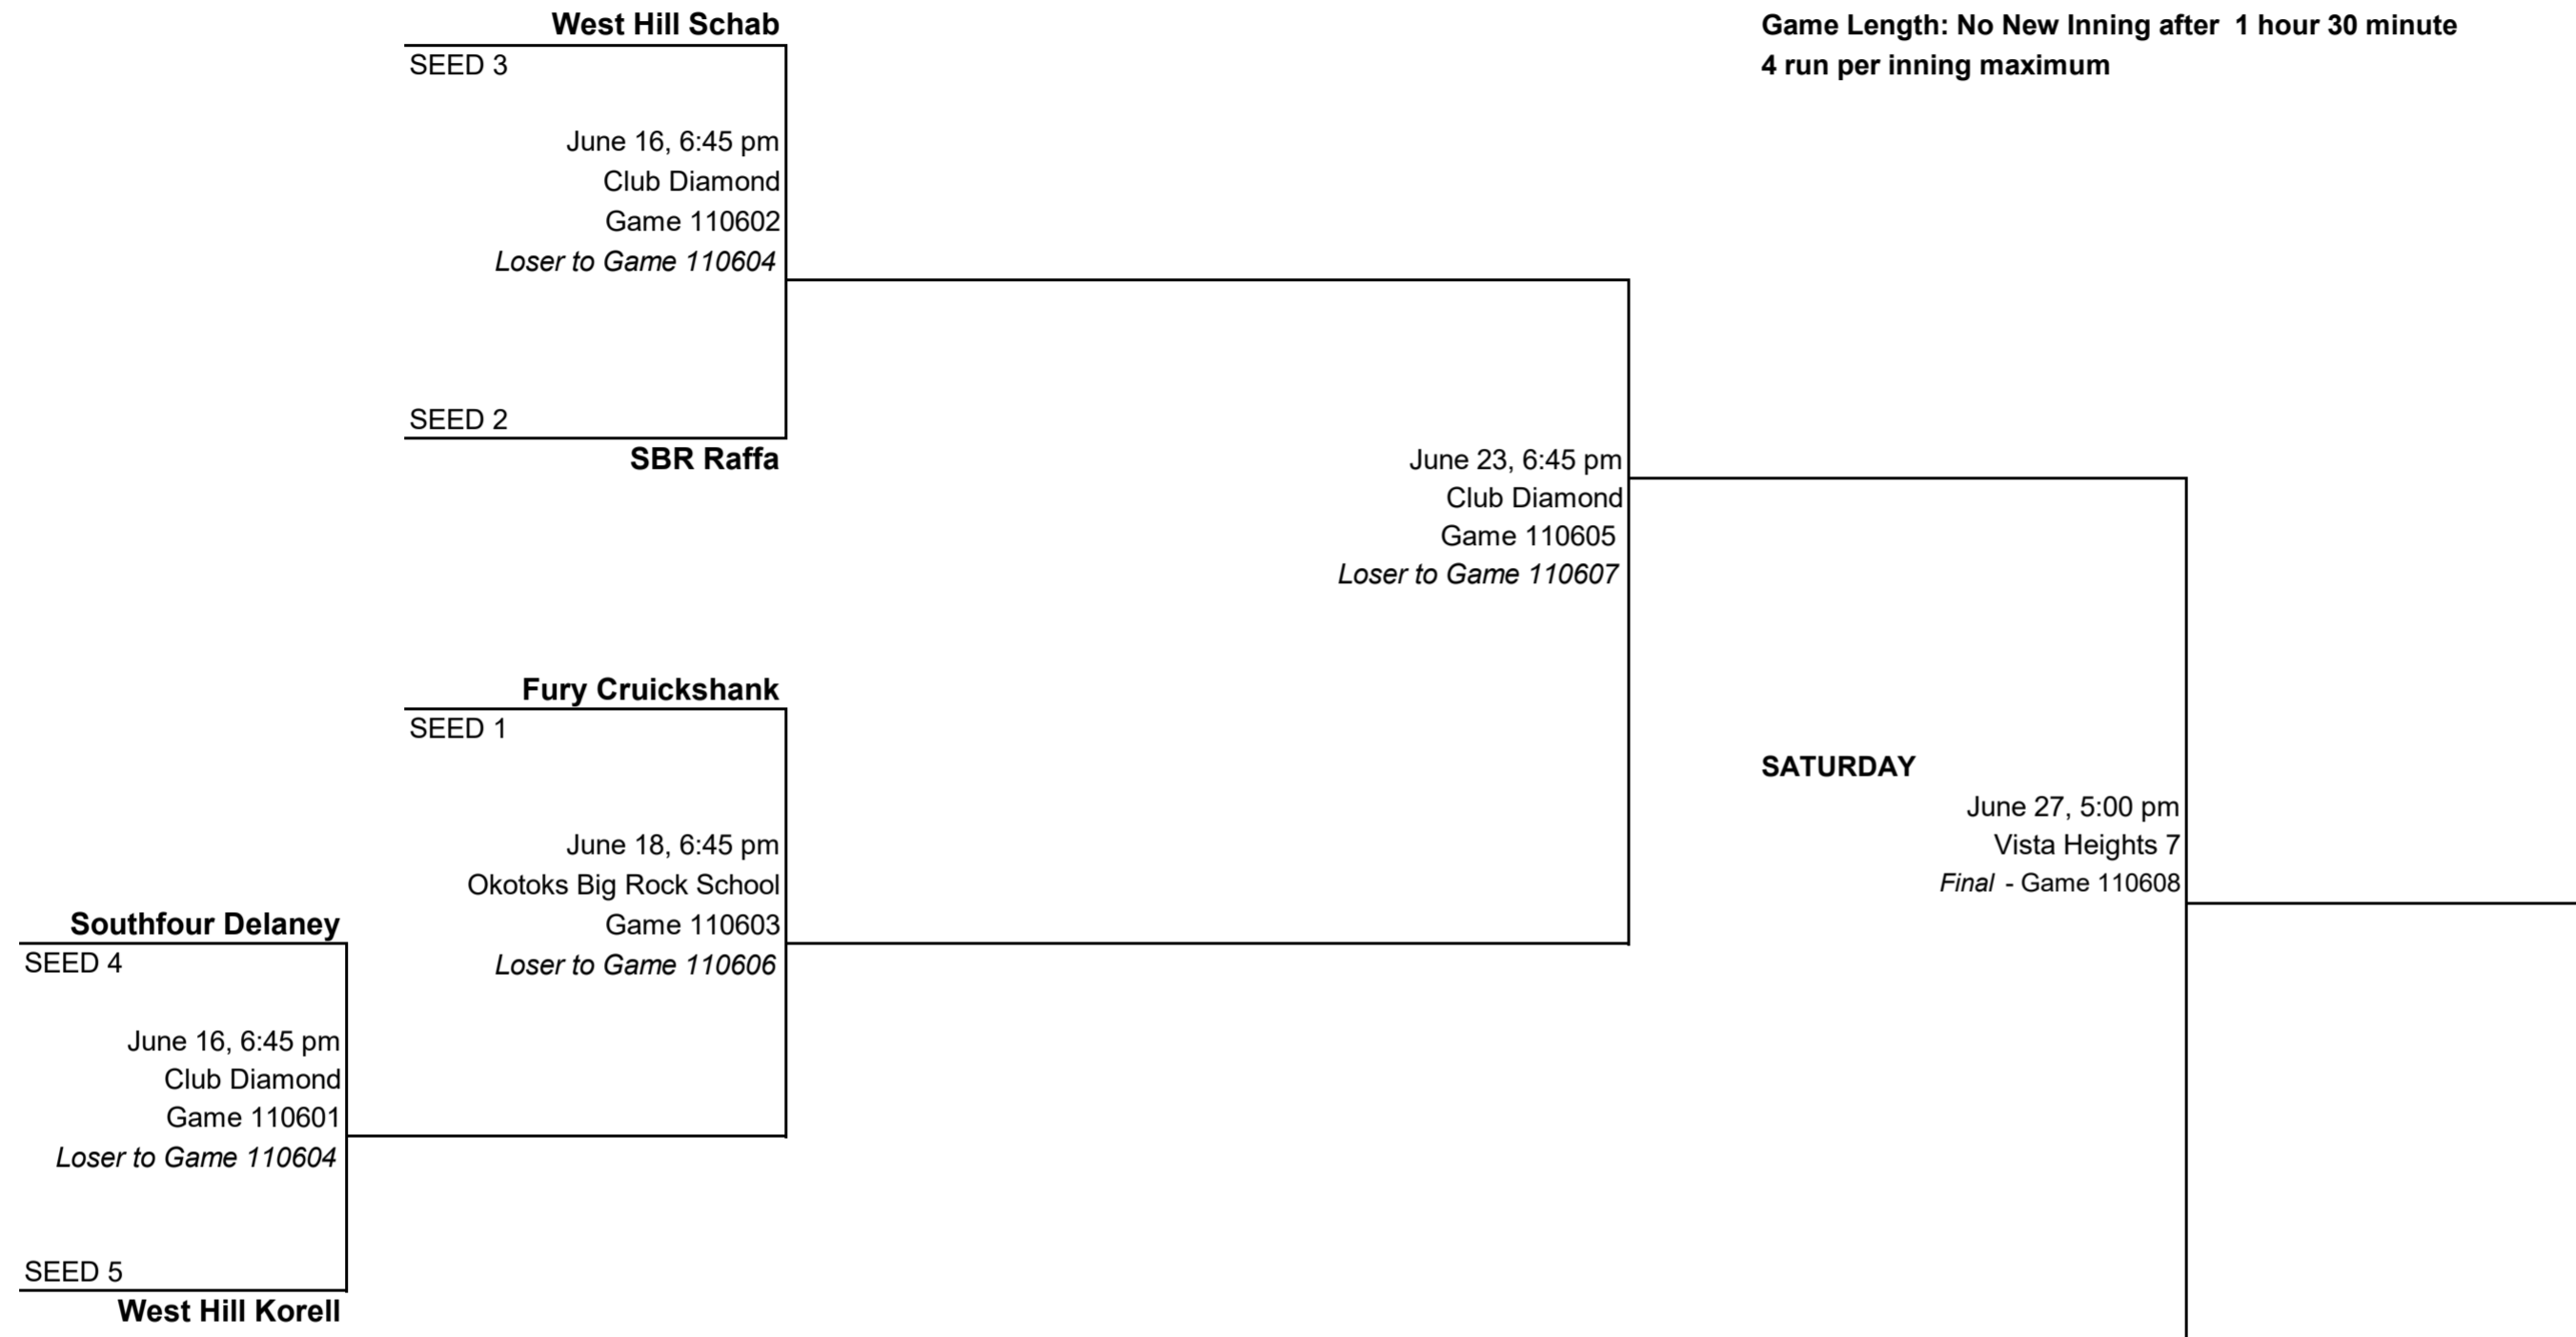 West Hill Schab
SEED 3
June 16, 6:45 pm
Club Diamond
Game 110602
Loser to Game 110604
SEED 2
SBR Raffa
Game Length: No New Inning after  1 hour 30 minute
4 run per inning maximum
June 23, 6:45 pm
Club Diamond
Game 110605
Loser to Game 110607
Fury Cruickshank
SEED 1
June 18, 6:45 pm
Okotoks Big Rock School
Game 110603
Loser to Game 110606
SATURDAY
June 27, 5:00 pm
Vista Heights 7
Final - Game 110608
Southfour Delaney
SEED 4
June 16, 6:45 pm
Club Diamond
Game 110601
Loser to Game 110604
SEED 5
West Hill Korell